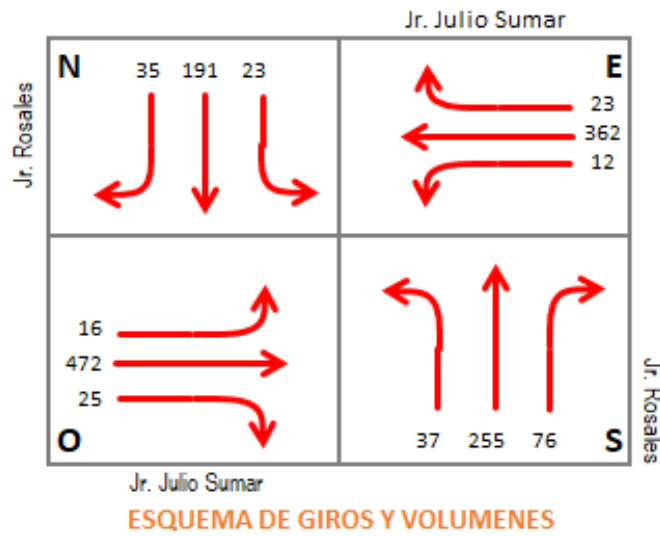 Jr. Julio Sumar
N 35 191 23
E
23
362
12
Jr. Rosales
16
472
25
O
37 255 76 S
Jr. Rosales
Jr. Julio Sumar
ESQUEMA DE GIROS Y VOLUMENES